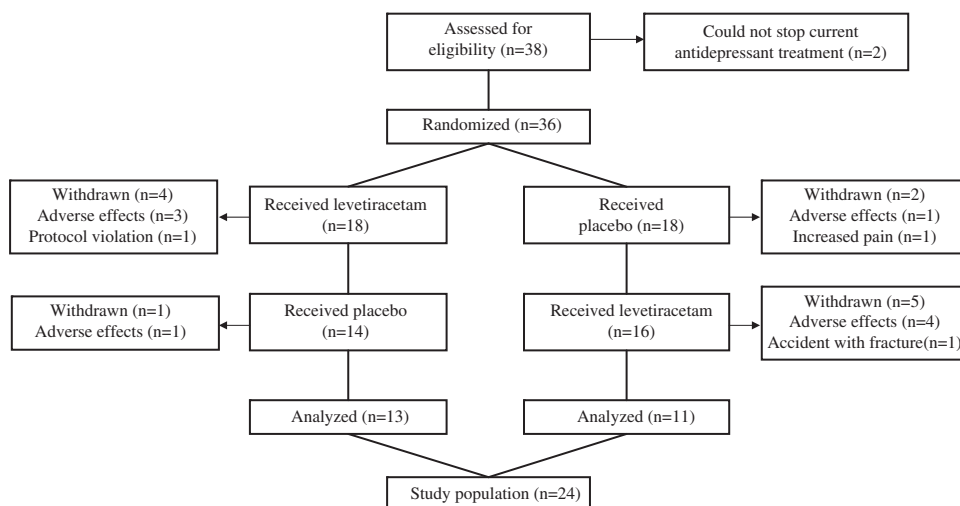 Assessed for
eligibility (n=38)
Could not stop current
antidepressant treatment (n=2)
Randomized (n=36)
Withdrawn (n=4)
Adverse effects (n=3)
Protocol violation (n=1)
Received levetiracetam
(n=18)
Received
placebo (n=18)
Withdrawn (n=2)
Adverse effects (n=1)
Increased pain (n=1)
Withdrawn (n=1)
Adverse effects (n=1)
Received placebo
(n=14)
Received levetiracetam
(n=16)
Withdrawn (n=5)
Adverse effects (n=4)
Accident with fracture(n=1)
Analyzed (n=13)
Analyzed (n=11)
Study population (n=24)